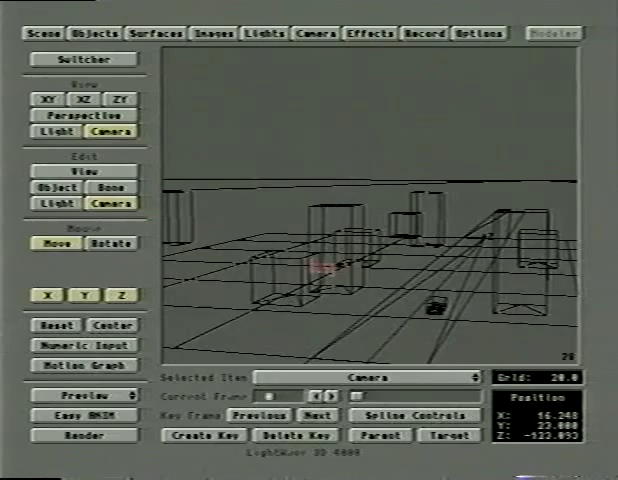 Scene Objects Surfaces Images Lights Camera Effects Record Options Modeler
Switcher
View
XY XZ ZY
Perspective
Light Camera
Edit
View
Object Bone
Light Camera
Mouse
Move Rotate
X Y Z
Reset Center
Numeric Input
Motion Graph
Preview
Easy ANIM
Render
Selected Item Camera
Current Frame
Key Frame Previous Next Spline Controls
Create Key Delete Key Parent Target
LightWave 3D 4000
Grid: 20.0
Position
X: 16.248
Y: 23.000